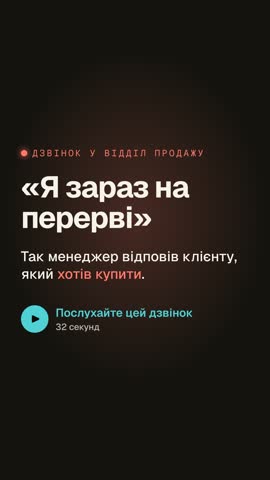 ДЗВІНОК У ВІДДІЛ ПРОДАЖУ
«Я зараз на
перерві»
Так менеджер відповів клієнту,
який хотів купити.
Послухайте цей дзвінок
32 секунд